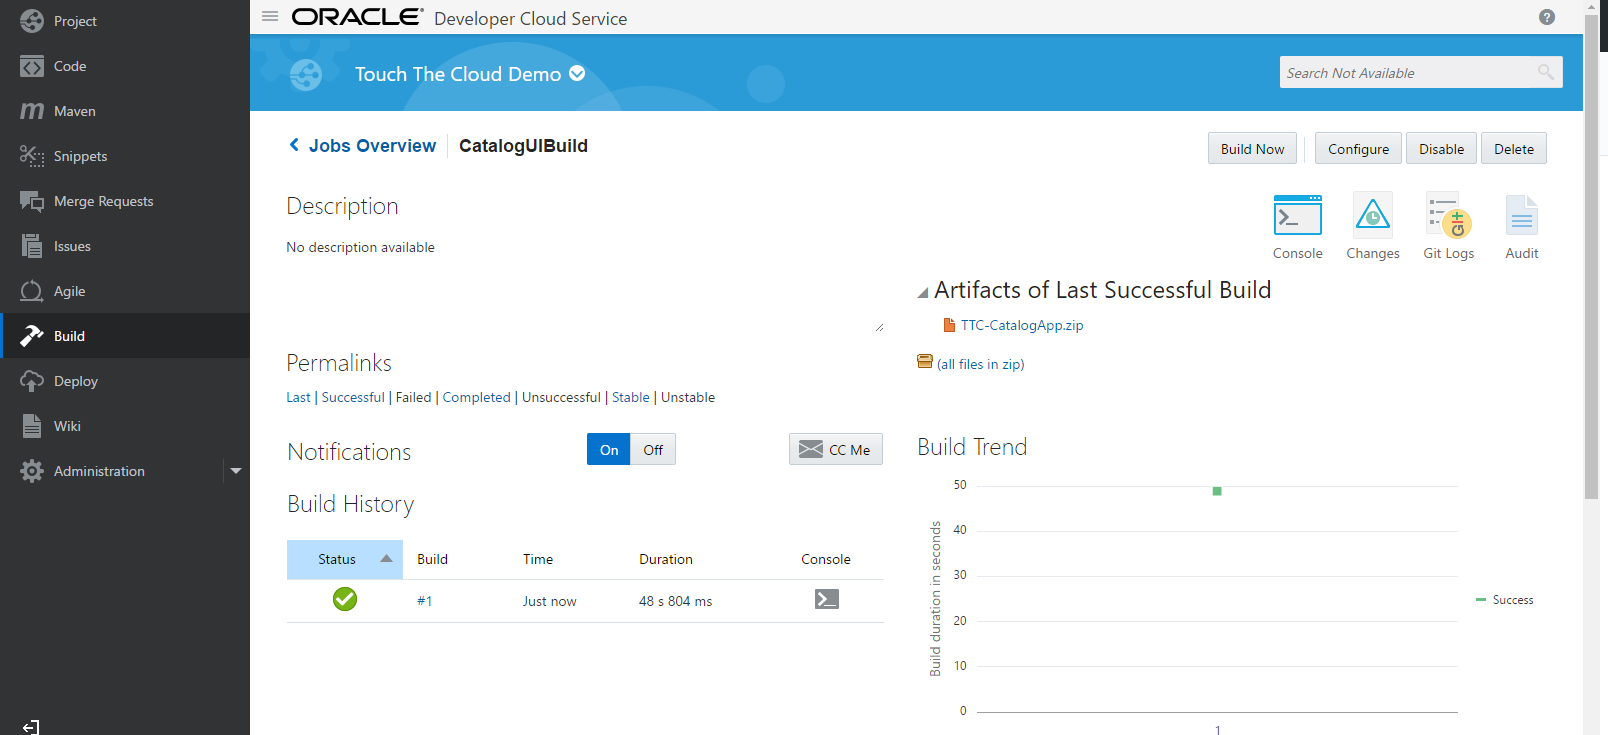 Project
Code
Maven
Snippets
Merge Requests
Issues
Agile
Build
Deploy
Wiki
Administration
ORACLE Developer Cloud Service
Touch The Cloud Demo
Search Not Available
Jobs Overview CatalogUIBuild
Build Now Configure Disable Delete
Description
No description available
Console Changes Git Logs Audit
Artifacts of Last Successful Build
TTC-CatalogApp.zip
(all files in zip)
Permalinks
Last | Successful | Failed | Completed | Unsuccessful | Stable | Unstable
Notifications On Off CC Me
Build History
Status Build Time Duration Console
#1 Just now 48 s 804 ms
Build Trend
Build duration in seconds
50
40
30
20
10
0
1
Success